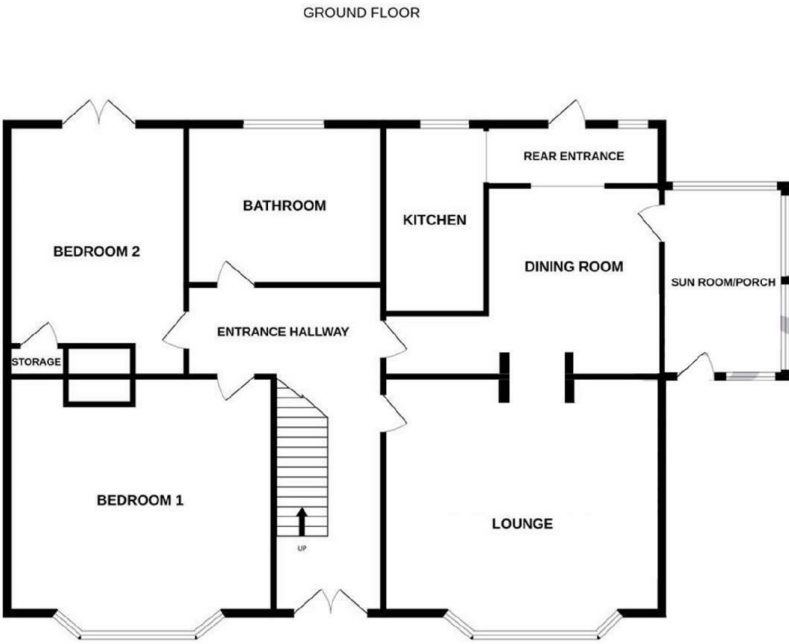 GROUND FLOOR
REAR ENTRANCE
BATHROOM
KITCHEN
BEDROOM 2
DINING ROOM
SUN ROOM/PORCH
ENTRANCE HALLWAY
STORAGE
BEDROOM 1
LOUNGE
UP